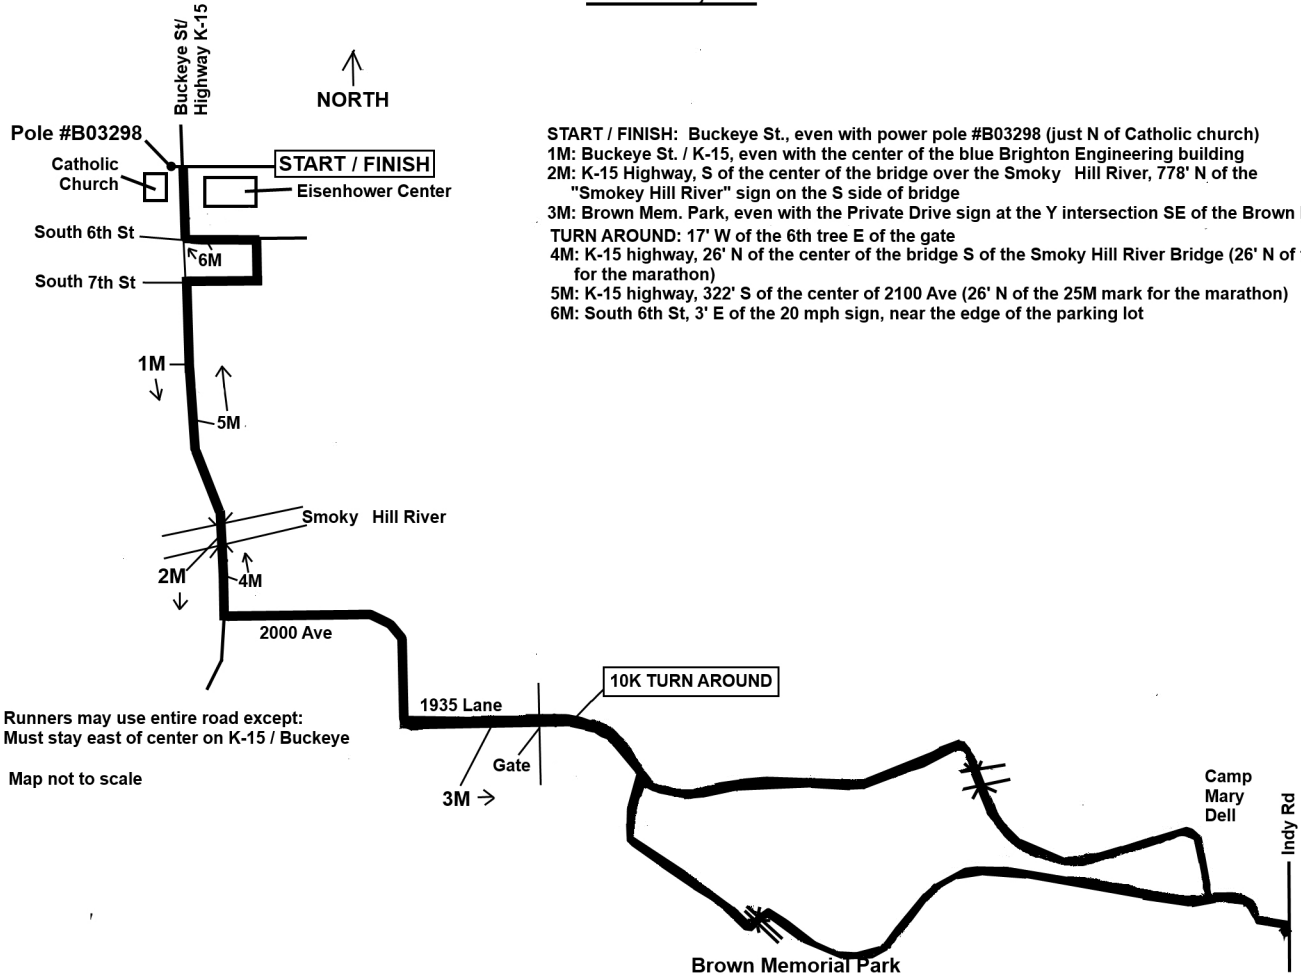 Buckeye St/
Highway K-15
NORTH
Pole #B03298
Catholic
Church
START / FINISH
Eisenhower Center
South 6th St
6M
South 7th St
START / FINISH:  Buckeye St., even with power pole #B03298 (just N of Catholic church)
1M: Buckeye St. / K-15, even with the center of the blue Brighton Engineering building
2M: K-15 Highway, S of the center of the bridge over the Smoky   Hill River, 778' N of the
"Smokey Hill River" sign on the S side of bridge
3M: Brown Mem. Park, even with the Private Drive sign at the Y intersection SE of the Brown
TURN AROUND: 17' W of the 6th tree E of the gate
4M: K-15 highway, 26' N of the center of the bridge S of the Smoky Hill River Bridge (26' N of
for the marathon)
5M: K-15 highway, 322' S of the center of 2100 Ave (26' N of the 25M mark for the marathon)
6M: South 6th St, 3' E of the 20 mph sign, near the edge of the parking lot
1M
5M
Smoky   Hill River
2M
4M
2000 Ave
10K TURN AROUND
1935 Lane
Gate
3M
Runners may use entire road except:
Must stay east of center on K-15 / Buckeye
Map not to scale
Camp
Mary
Dell
Indy Rd
Brown Memorial Park